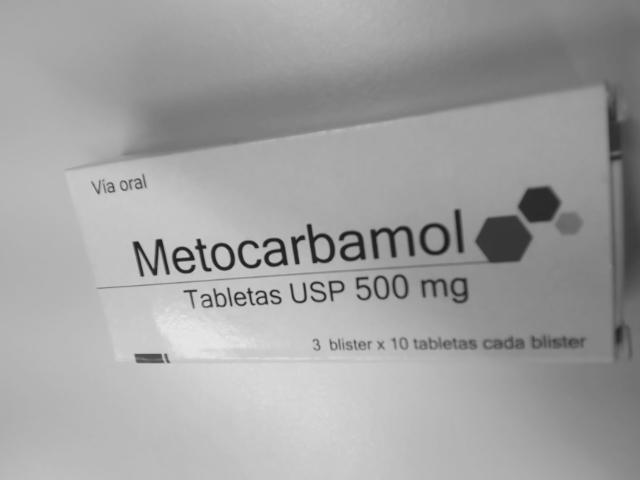 Vía oral
Metocarbamol
Tabletas USP 500 mg
3 blister x 10 tabletas cada blister